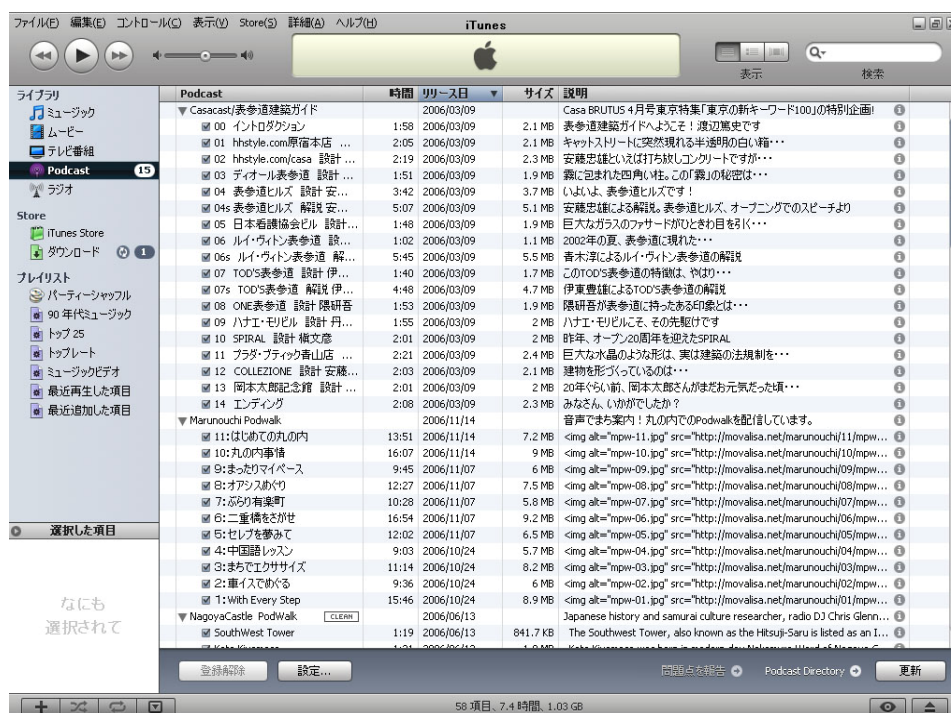 ファイル(F) 編集(E) コントロール(C) 表示(V) Store(S) 詳細(A) ヘルプ(H) iTunes
表示 検索
ライブラリ
ミュージック
ムービー
テレビ番組
Podcast 15
ラジオ
Store
iTunes Store
ダウンロード 1
プレイリスト
パーティーシャッフル
90 年代ミュージック
トップ 25
トップレート
ミュージックビデオ
最近再生した項目
最近追加した項目
選択した項目
なにも
選択されて
Podcast 時間 リリース日 サイズ 説明
Casacast/表参道建築ガイド 2006/03/09 Casa BRUTUS 4月号東京特集「東京の新キーワード100」の特別企画!
00 イントロダクション 1:58 2006/03/09 2.1 MB 表参道建築ガイドへようこそ！渡辺篤史です
01 hhstyle.com原宿本店 ... 2:05 2006/03/09 2.1 MB キャットストリートに突然現れる半透明の白い箱・・・
02 hhstyle.com/casa 設計 ... 2:19 2006/03/09 2.3 MB 安藤忠雄といえば打ち放しコンクリートですが・・・
03 ディオール表参道 設計 ... 1:51 2006/03/09 1.9 MB 霧に包まれた四角い柱。この「霧」の秘密は・・・
04 表参道ヒルズ 設計 安... 3:42 2006/03/09 3.7 MB いよいよ、表参道ヒルズです！
04s 表参道ヒルズ 解説 安... 5:07 2006/03/09 5.1 MB 安藤忠雄による解説。表参道ヒルズ、オープニングでのスピーチより
05 日本看護協会ビル 設... 1:48 2006/03/09 1.9 MB 巨大なガラスのファサードがひときわ目を引く・・・
06 ルイ・ヴィトン表参道 設... 1:02 2006/03/09 1.1 MB 2002年の夏、表参道に現れた・・・
06s ルイ・ヴィトン表参道 解... 5:45 2006/03/09 5.5 MB 青木淳によるルイ・ヴィトン表参道の解説
07 TOD'S表参道 設計 伊... 1:40 2006/03/09 1.7 MB このTOD'S表参道の特徴は、やはり・・・
07s TOD'S表参道 解説 伊... 4:48 2006/03/09 4.7 MB 伊東豊雄によるTOD'S表参道の解説
08 ONE表参道 設計 隈研吾 1:53 2006/03/09 1.9 MB 隈研吾が表参道に持ったある印象とは・・・
09 ハナエ・モリビル 設計 丹... 1:55 2006/03/09 2 MB ハナエ・モリビルこそ、その先駆けです
10 SPIRAL 設計 槇文彦 2:01 2006/03/09 2 MB 昨年、オープン20周年を迎えたSPIRAL
11 プラダ・ブティック青山店 ... 2:21 2006/03/09 2.4 MB 巨大な水晶のような形は、実は建築の法規制を・・・
12 COLLEZIONE 設計 安藤... 2:03 2006/03/09 2.1 MB 建物を形づくっているのは・・・
13 岡本太郎記念館 設計 ... 2:01 2006/03/09 2 MB 20年ぐらい前、岡本太郎さんがまだお元気だった頃・・・
14 エンディング 2:08 2006/03/09 2.3 MB みなさん、いかがでしたか？
Marunouchi Podwalk 2006/11/14 音声でまち案内！丸の内でのPodwalkを配信しています。
11:はじめての丸の内 13:51 2006/11/14 7.2 MB <img alt="mpw-11.jpg" src="http://movalisa.net/marunouchi/11/mpw...
10:丸の内事情 16:07 2006/11/14 9 MB <img alt="mpw-10.jpg" src="http://movalisa.net/marunouchi/10/mpw...
9:まったりマイペース 9:45 2006/11/07 6 MB <img alt="mpw-09.jpg" src="http://movalisa.net/marunouchi/09/mpw...
8:オアシスめぐり 12:27 2006/11/07 7.5 MB <img alt="mpw-08.jpg" src="http://movalisa.net/marunouchi/08/mpw...
7:ぶらり有楽町 10:28 2006/11/07 5.8 MB <img alt="mpw-07.jpg" src="http://movalisa.net/marunouchi/07/mpw...
6:二重橋をさがせ 16:54 2006/11/07 9.2 MB <img alt="mpw-06.jpg" src="http://movalisa.net/marunouchi/06/mpw...
5:セレブを夢みて 12:02 2006/11/07 6.5 MB <img alt="mpw-05.jpg" src="http://movalisa.net/marunouchi/05/mpw...
4:中国語レッスン 9:03 2006/10/24 5.7 MB <img alt="mpw-04.jpg" src="http://movalisa.net/marunouchi/04/mpw...
3:まちでエクササイズ 11:14 2006/10/24 8.2 MB <img alt="mpw-03.jpg" src="http://movalisa.net/marunouchi/03/mpw...
2:車イスでめぐる 9:36 2006/10/24 6 MB <img alt="mpw-02.jpg" src="http://movalisa.net/marunouchi/02/mpw...
1:With Every Step 15:46 2006/10/24 8.9 MB <img alt="mpw-01.jpg" src="http://movalisa.net/marunouchi/01/mpw...
NagoyaCastle PodWalk CLEAN 2006/06/13 Japanese history and samurai culture researcher, radio DJ Chris Glenn...
SouthWest Tower 1:19 2006/06/13 841.7 KB The Southwest Tower, also known as the Hitsuji-Saru is listed as an I...
登録解除 設定... 問題点を報告 Podcast Directory 更新
58 項目、7.4 時間、1.03 GB